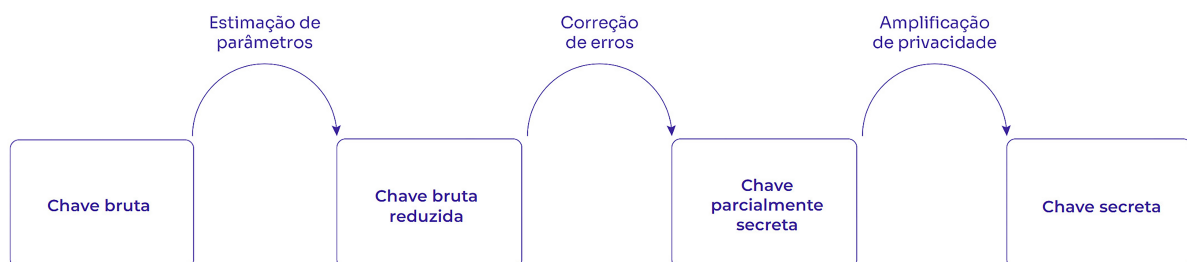 Estimação de
parâmetros
Correção
de erros
Amplificação
de privacidade
Chave bruta
Chave bruta
reduzida
Chave
parcialmente
secreta
Chave secreta